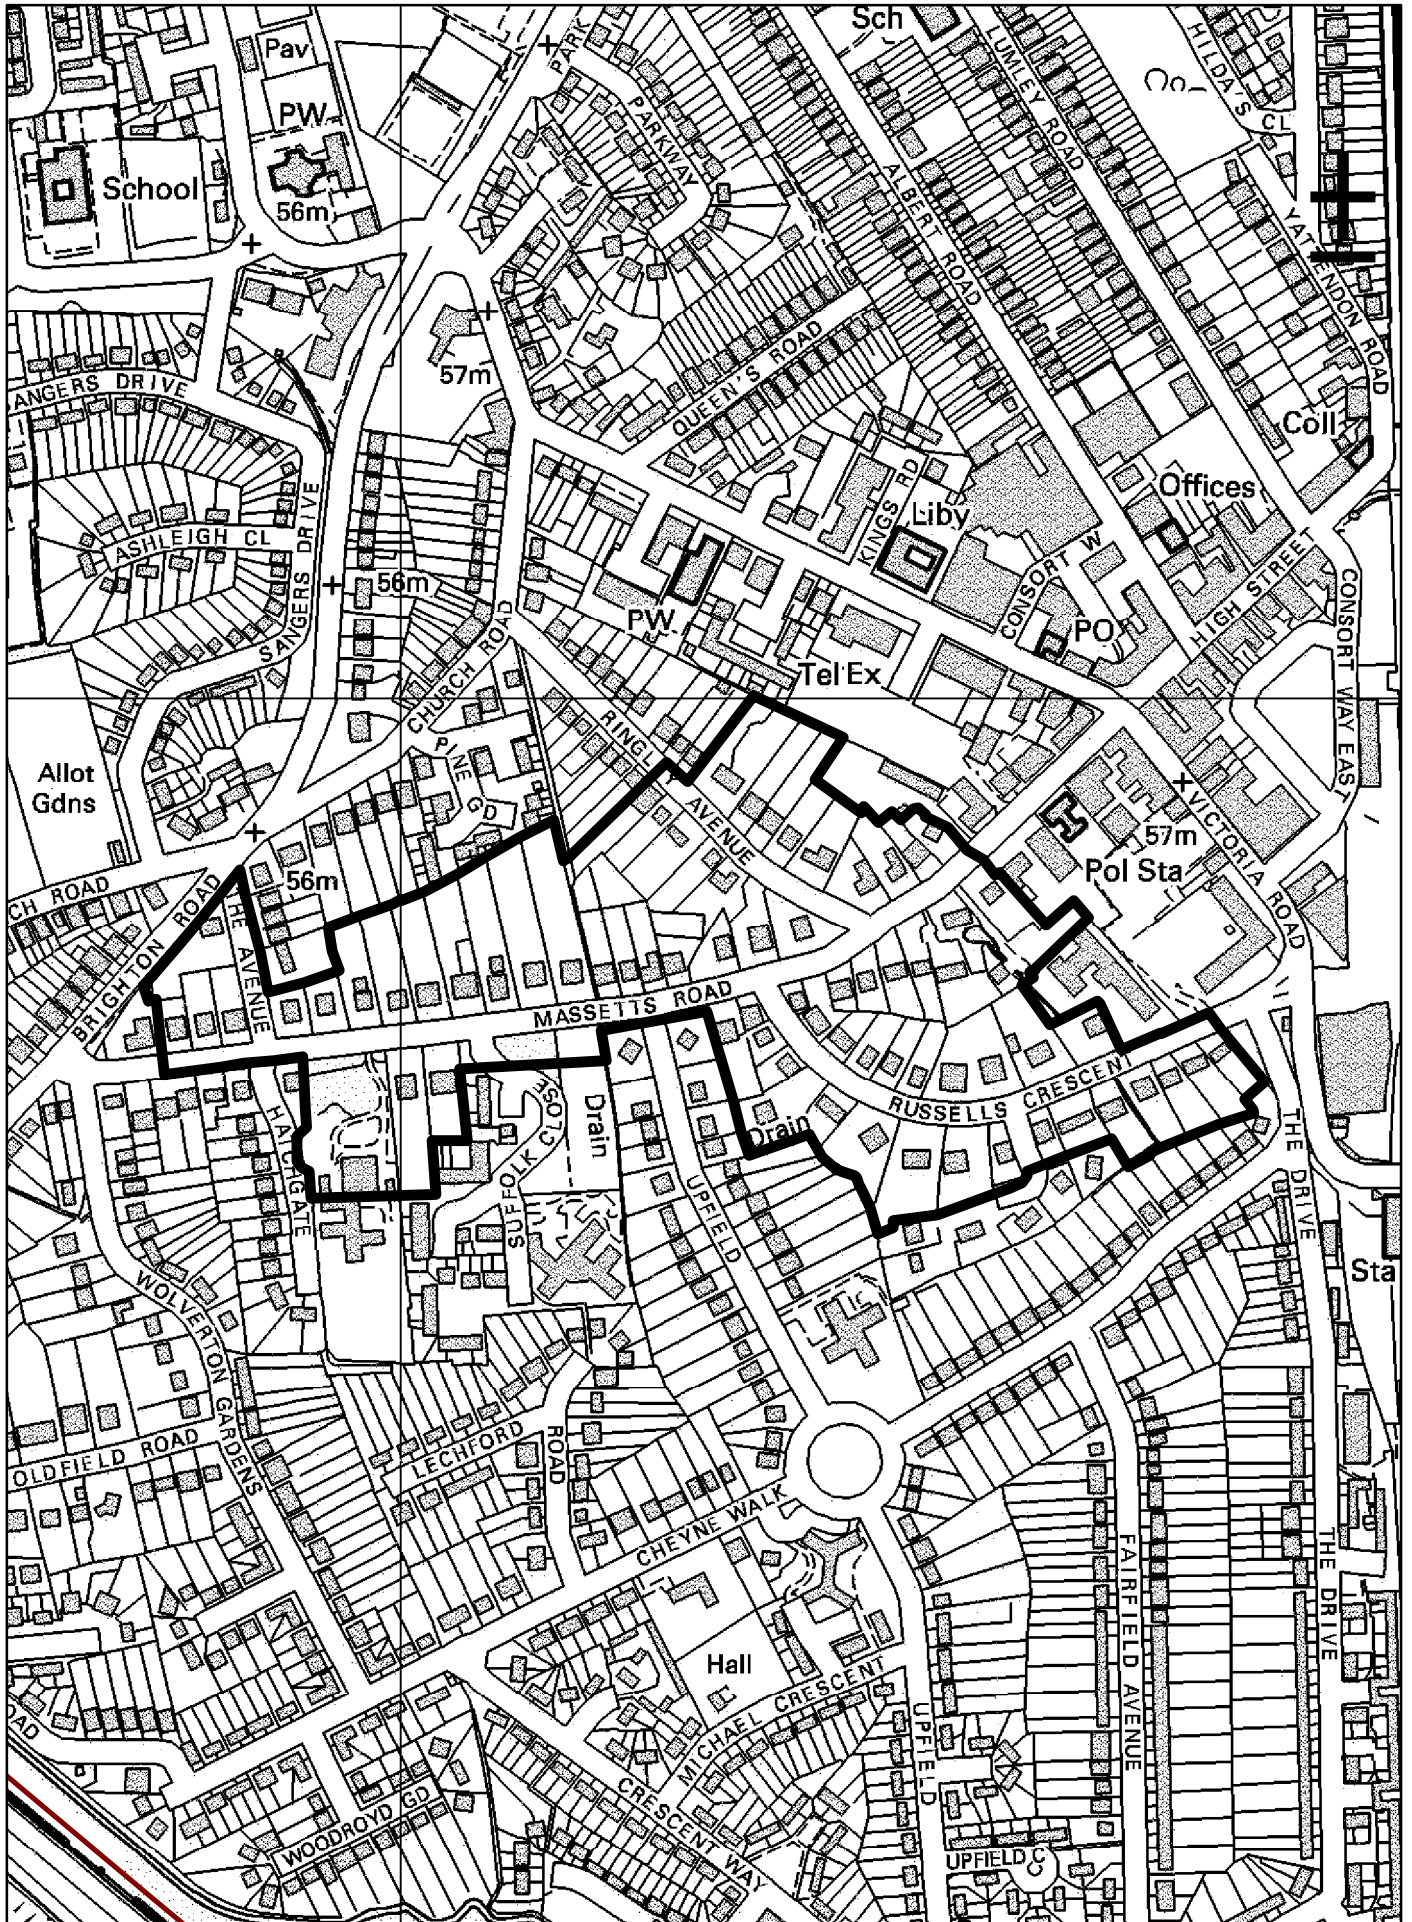 Sch
Pav
PARK
LUMLEY ROAD
HILDA'S CL
PW
PARKWAY
School
56m
ALBERT ROAD
YATTENDON ROAD
57m
ANGERS DRIVE
QUEEN'S ROAD
Coll
Offices
KINGS RD
Liby
SANGERS DRIVE
ASHLEIGH CL
56m
CONSORT W
HIGH STREET
CONSORT WAY EAST
PW
PO
CHURCH ROAD
Tel Ex
PINE GD
RINGL
AVENUE
Allot
Gdns
57m
VICTORIA ROAD
Pol Sta
56m
CH ROAD
BRIGHTON ROAD
THE AVENUE
MASSETTS ROAD
RUSSELLS CRESCENT
SUFFOLK CLOSE
Drain
Drain
THE DRIVE
UPFIELD
Sta
WOLVERTON GARDENS
OLDFIELD ROAD
LECHFORD ROAD
CHEYNE WALK
FAIRFIELD AVENUE
THE DRIVE
Hall
MICHAEL CRESCENT
UPFIELD
OAD
CRESCENT WAY
WOODROYD GD
UPFIELD C